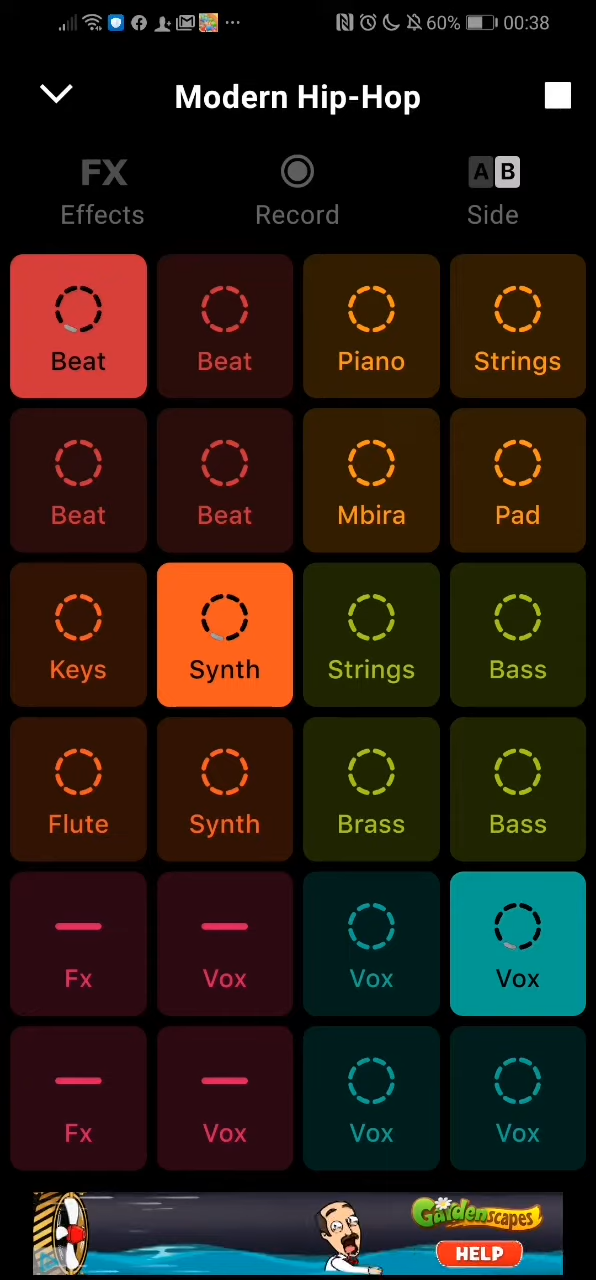 60% 00:38
Modern Hip-Hop
FX A B
Effects Record Side
Beat Beat Piano Strings
Beat Beat Mbira Pad
Keys Synth Strings Bass
Flute Synth Brass Bass
Fx Vox Vox Vox
Fx Vox Vox Vox
Gardenscapes
HELP